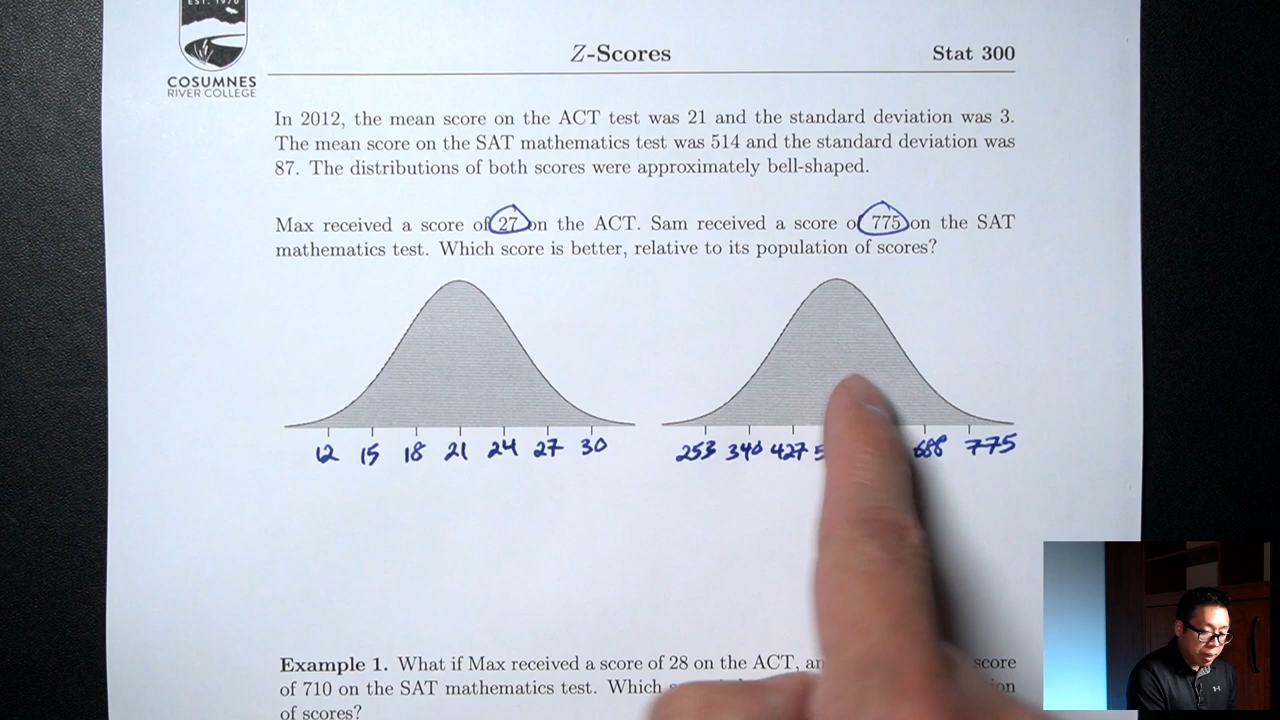 EST. 1970
COSUMNES
RIVER COLLEGE
Z-Scores
Stat 300
In 2012, the mean score on the ACT test was 21 and the standard deviation was 3.
The mean score on the SAT mathematics test was 514 and the standard deviation was
87. The distributions of both scores were approximately bell-shaped.
Max received a score of 27 on the ACT. Sam received a score of 775 on the SAT
mathematics test. Which score is better, relative to its population of scores?
12 15 18 21 24 27 30
253 340 427 688 775
Example 1. What if Max received a score of 28 on the ACT, score
of 710 on the SAT mathematics test. Which
of scores?